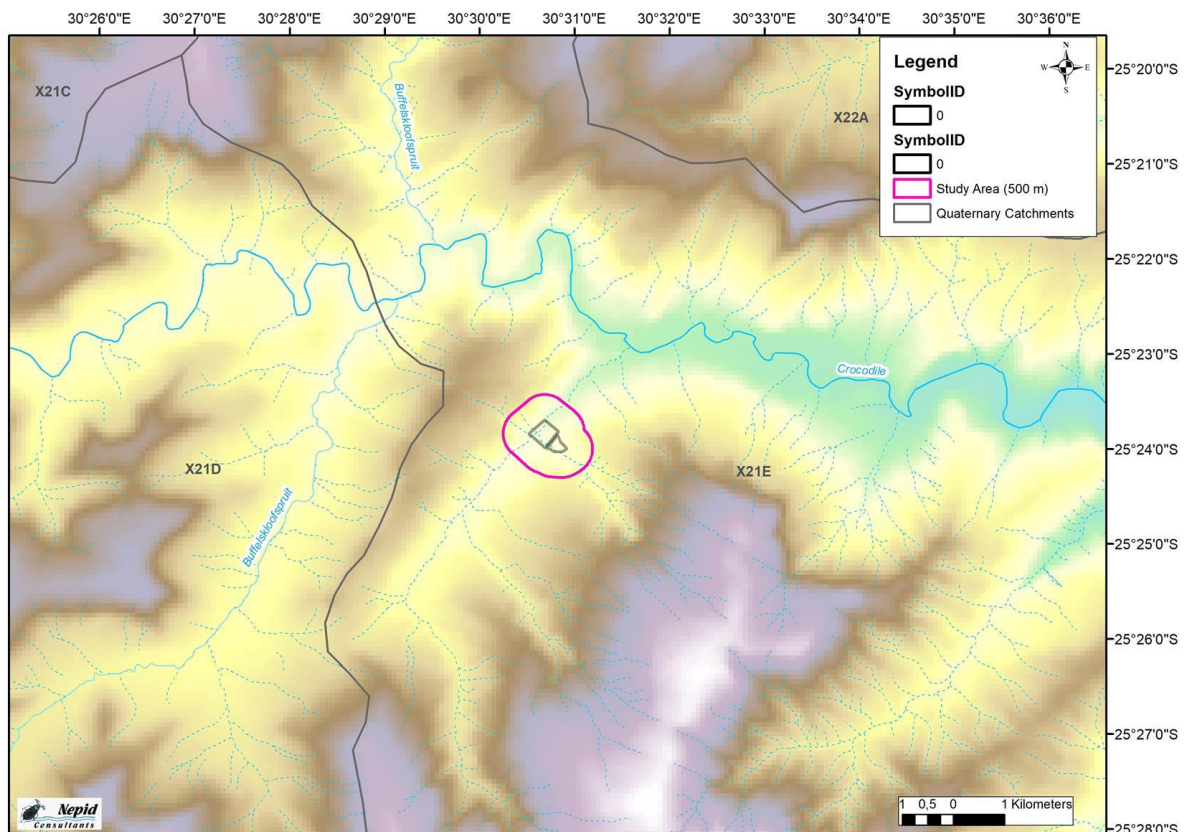 30°26'0"E 30°27'0"E 30°28'0"E 30°29'0"E 30°30'0"E 30°31'0"E 30°32'0"E 30°33'0"E 30°34'0"E 30°35'0"E 30°36'0"E
Legend
SymbolID
0
SymbolID
0
Study Area (500 m)
Quaternary Catchments
N
W E
S
X21C
X22A
Buffelskloofspruit
Crocodile
X21D
X21E
Buffelskloofspruit
25°20'0"S
25°21'0"S
25°22'0"S
25°23'0"S
25°24'0"S
25°25'0"S
25°26'0"S
25°27'0"S
25°28'0"S
Nepid
Consultants
1 0,5 0 1 Kilometers